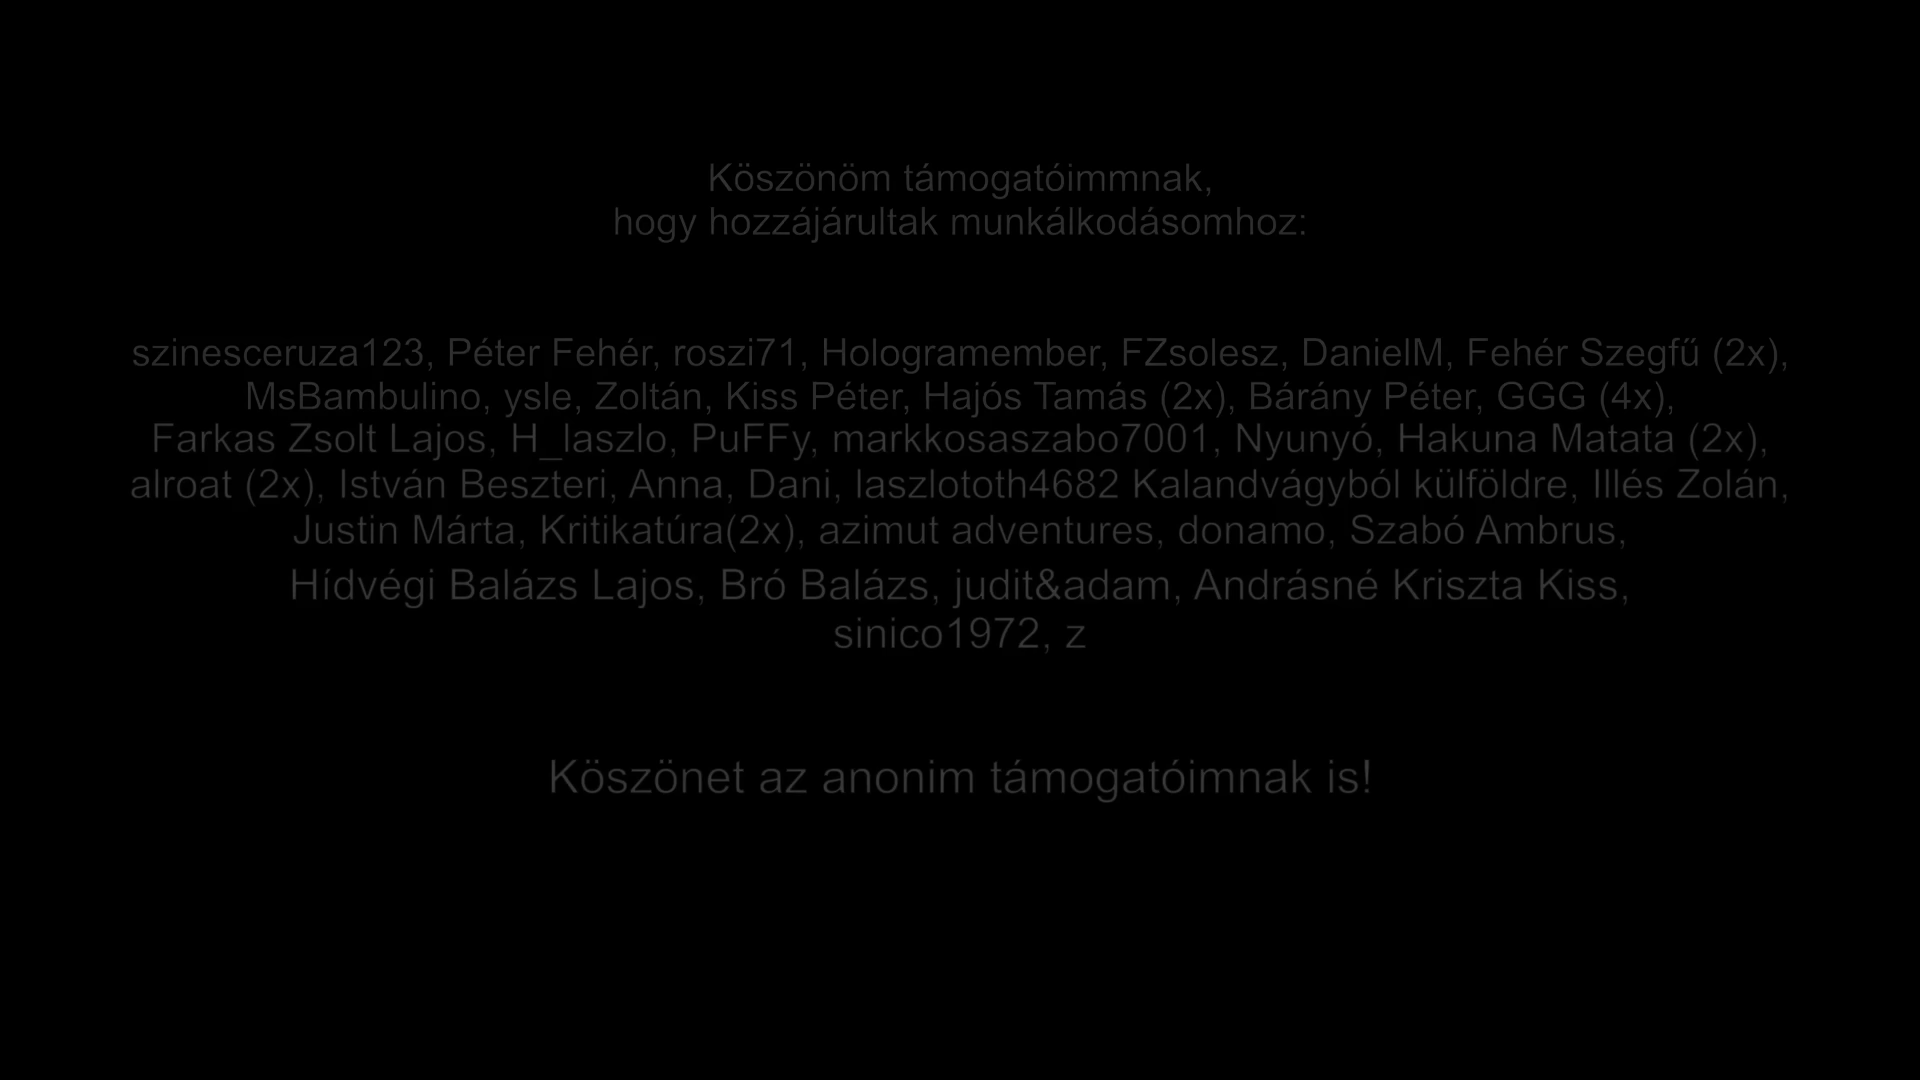 Köszönöm támogatóimmnak,
hogy hozzájárultak munkálkodásomhoz:
szinesceruza123, Péter Fehér, roszi71, Hologramember, FZsolesz, DanielM, Fehér Szegfű (2x),
MsBambulino, ysle, Zoltán, Kiss Péter, Hajós Tamás (2x), Bárány Péter, GGG (4x),
Farkas Zsolt Lajos, H_laszlo, PuFFy, markkosaszabo7001, Nyunyó, Hakuna Matata (2x),
alroat (2x), István Beszteri, Anna, Dani, laszlototh4682 Kalandvágyból külföldre, Illés Zolán,
Justin Márta, Kritikatúra(2x), azimut adventures, donamo, Szabó Ambrus,
Hídvégi Balázs Lajos, Bró Balázs, judit&adam, Andrásné Kriszta Kiss,
sinico1972, z
Köszönet az anonim támogatóimnak is!